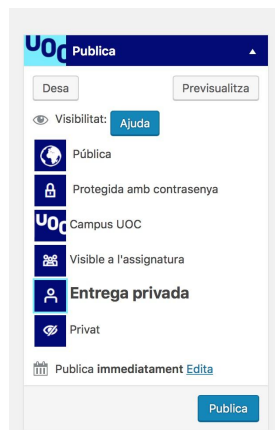 UOC Publica
Desa Previsualitza
Visibilitat: Ajuda
Pública
Protegida amb contrasenya
UOC Campus UOC
Visible a l'assignatura
Entrega privada
Privat
Publica immediatament Edita
Publica